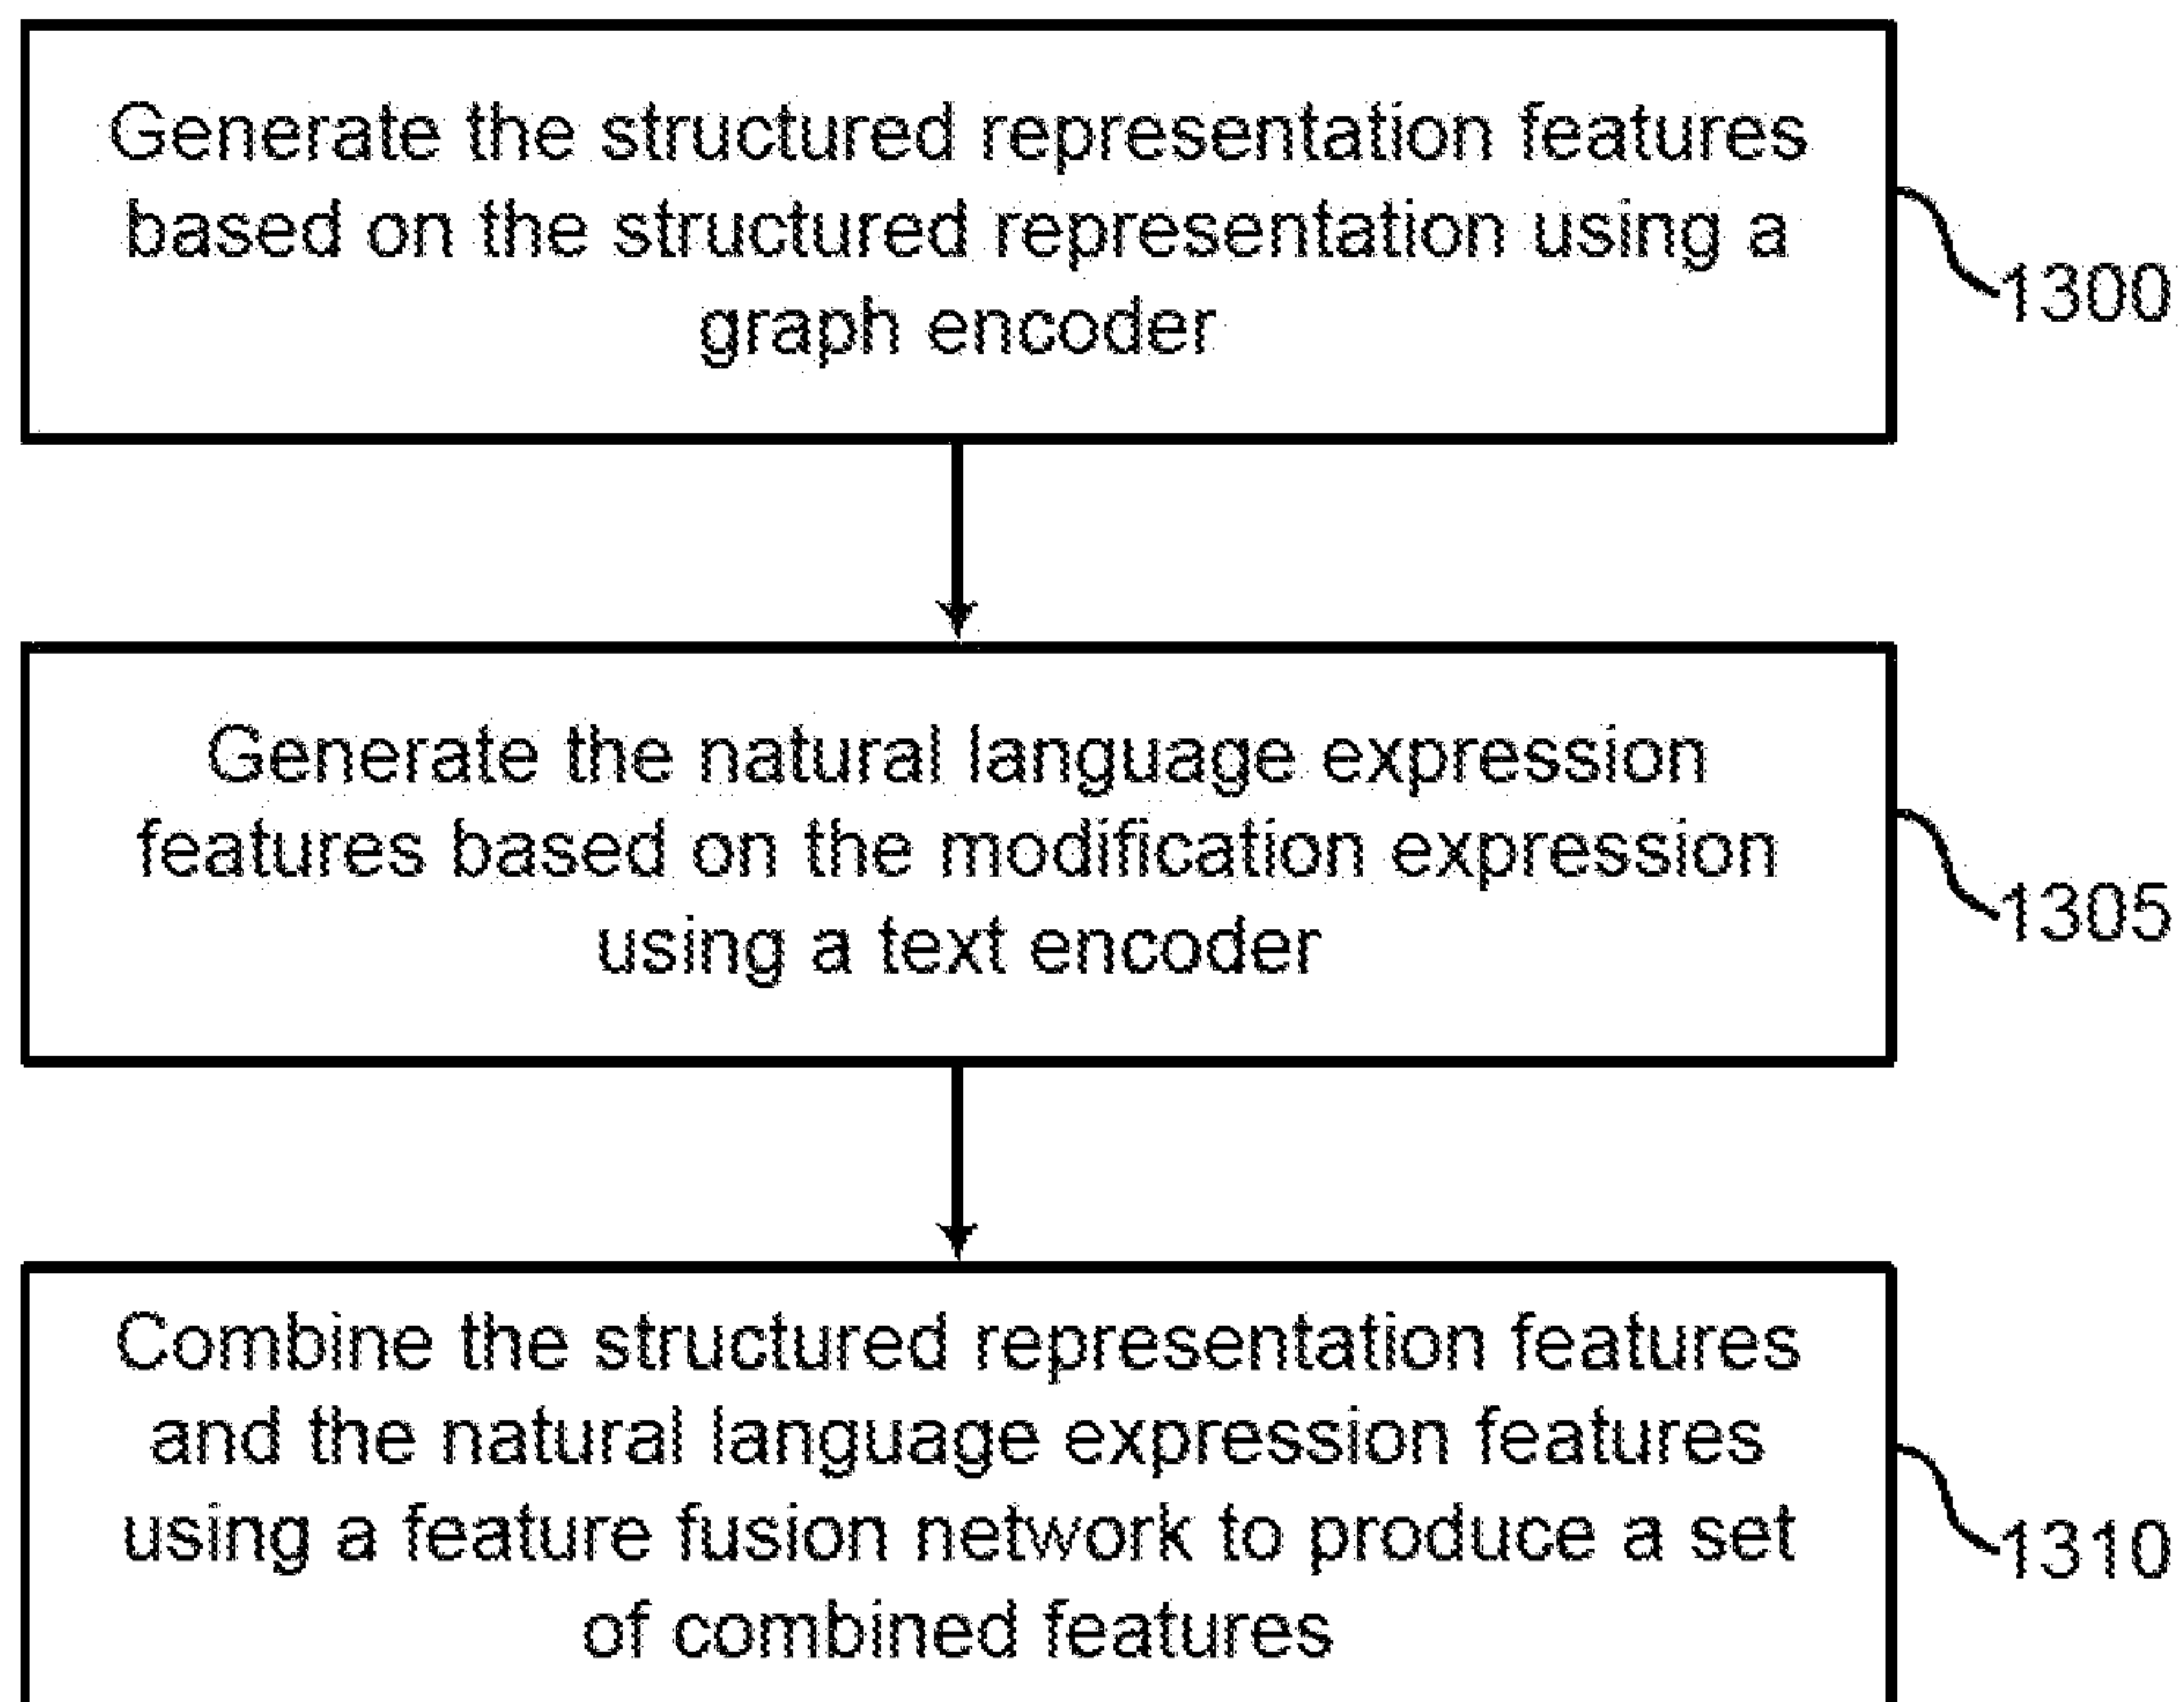 Generate the structured representation features
based on the structured representation using a
graph encoder
1300
Generate the natural language expression
features based on the modification expression
using a text encoder
1305
Combine the structured representation features
and the natural language expression features
using a feature fusion network to produce a set
of combined features
1310